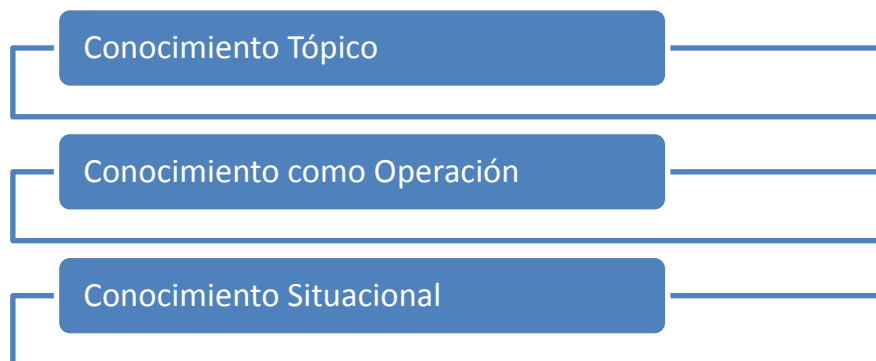 Conocimiento Tópico
Conocimiento como Operación
Conocimiento Situacional